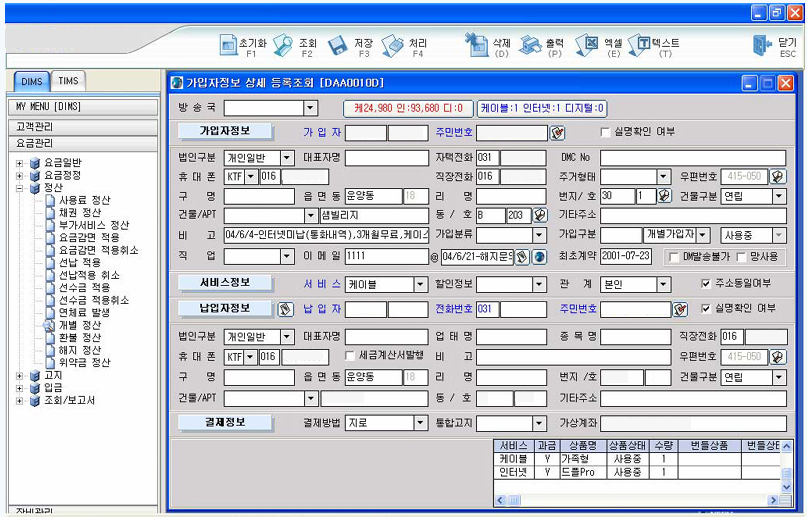 초기화 F1 조회 F2 저장 F3 처리 F4 삭제 (D) 출력 (P) 엑셀 (E) 텍스트 (T) 닫기 ESC
DIMS TIMS
MY MENU [DIMS]
고객관리
요금관리
요금일반
요금정정
정산
사용료 정산
채권 정산
부가서비스 정산
요금감면 적용
요금감면 적용취소
선납 적용
선납적용 취소
선수금 적용
선수금 적용취소
연체료 발생
개별 정산
환불 정산
해지 정산
위약금 정산
고지
입금
조회/보고서
장비관리
가입자정보 상세 등록조회 [DAA0010D]
방송국 케24,980 인:93,680 디:0 케이블:1 인터넷:1 디지털:0
가입자정보 가입자 주민번호 실명확인 여부
법인구분 개인일반 대표자명 자택전화 031 DMC No
휴대폰 KTF 016 직장전화 016 주거형태 우편번호 415-050
구명 읍면동 운양동 18 리명 번지/호 30 1 건물구분 연립
건물/APT 샘빌리지 동/호 B 203 기타주소
비고 04/6/4-인터넷미납(통화내역),3개월무료,케이스 가입분류 가입구분 개별가입자 사용중
직업 이메일 1111 @ 04/6/21-해지문의 최초계약 2001-07-23 DM발송불가 망사용
서비스정보 서비스 케이블 할인정보 관계 본인 주소동일여부
납입자정보 납입자 전화번호 031 주민번호 실명확인 여부
법인구분 개인일반 대표자명 업태명 종목명 직장전화 016
휴대폰 KTF 016 세금계산서발행 비고 우편번호 415-050
구명 읍면동 운양동 18 리명 번지/호 건물구분 연립
건물/APT 동/호 기타주소
결제정보 결제방법 지로 통합고지 가상계좌
서비스 과금 상품명 상품상태 수량 번들상품 번들상태
케이블 Y 가족형 사용중 1
인터넷 Y 드플Pro 사용중 1